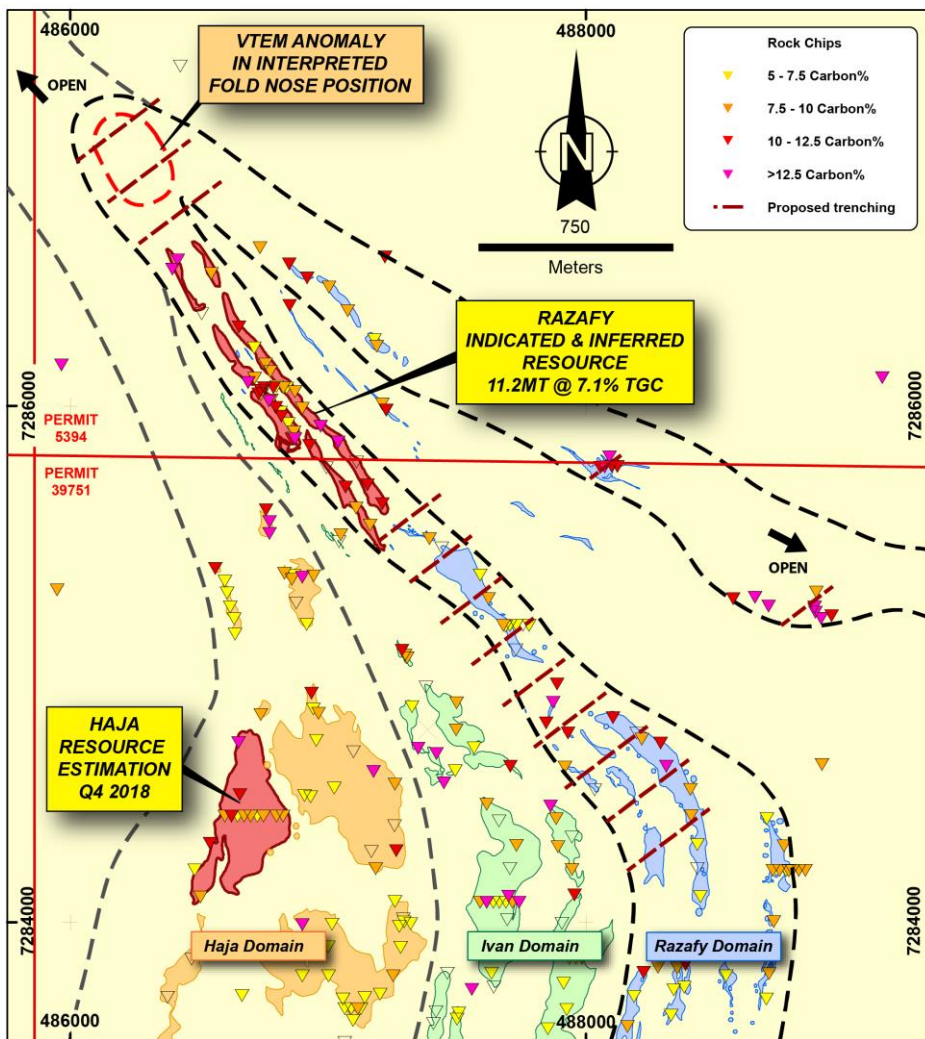 486000
488000
VTEM ANOMALY
IN INTERPRETED
FOLD NOSE POSITION
OPEN
N
750
Meters
Rock Chips
5 - 7.5 Carbon%
7.5 - 10 Carbon%
10 - 12.5 Carbon%
>12.5 Carbon%
Proposed trenching
RAZAFY
INDICATED & INFERRED
RESOURCE
11.2MT @ 7.1% TGC
7286000
7286000
PERMIT
5394
PERMIT
39751
OPEN
HAJA
RESOURCE
ESTIMATION
Q4 2018
7284000
7284000
Haja Domain
Ivan Domain
Razafy Domain
486000
488000